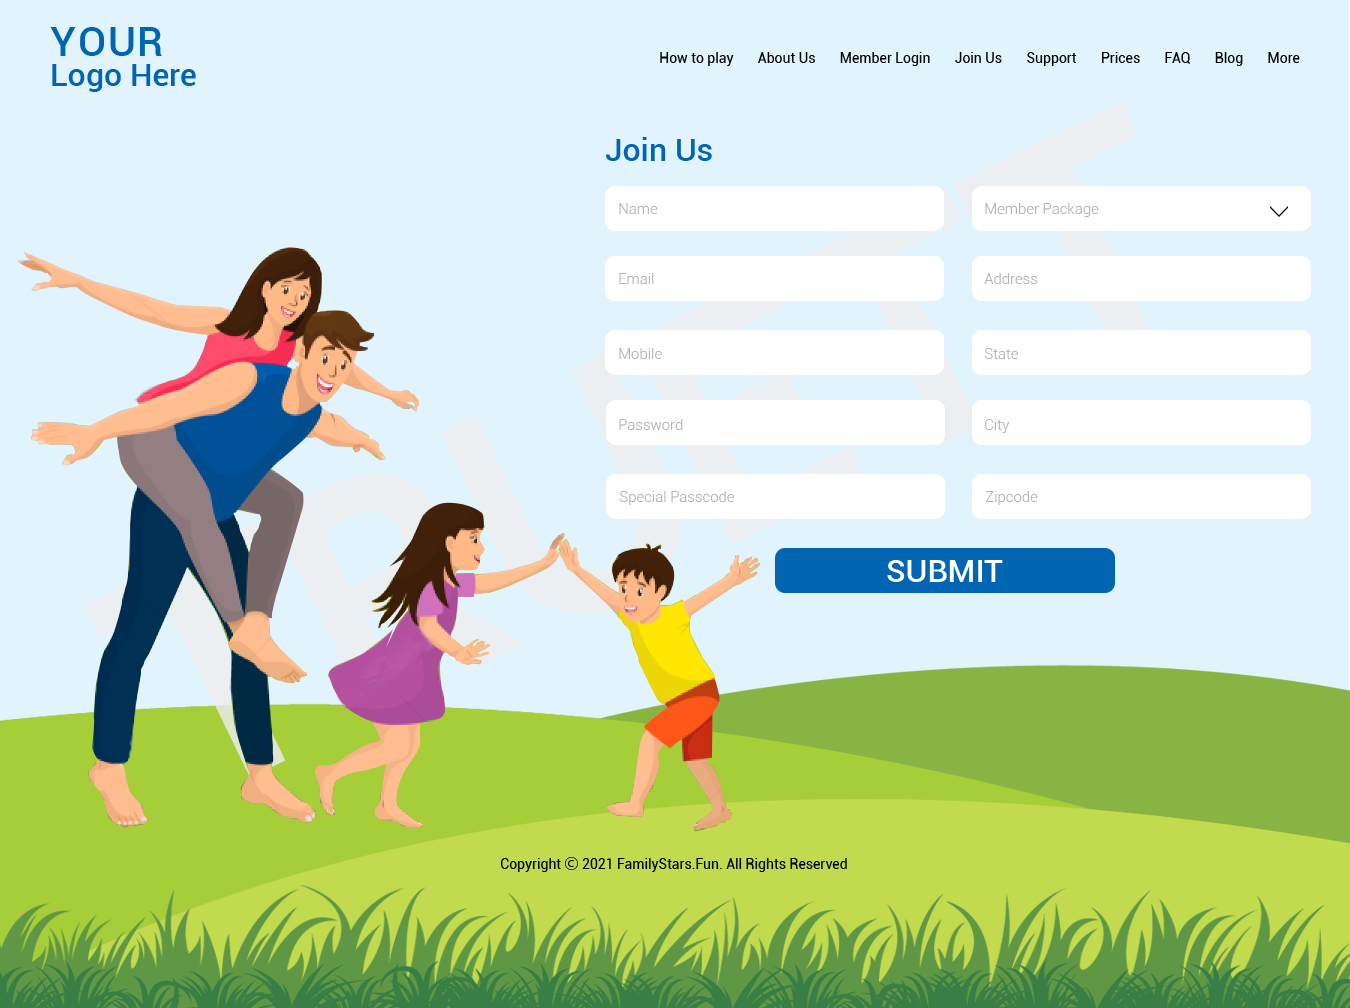 YOUR
Logo Here
How to play About Us Member Login Join Us Support Prices FAQ Blog More
Join Us
Name
Member Package
Email
Address
Mobile
State
Password
City
Special Passcode
Zipcode
SUBMIT
Copyright © 2021 FamilyStars.Fun. All Rights Reserved